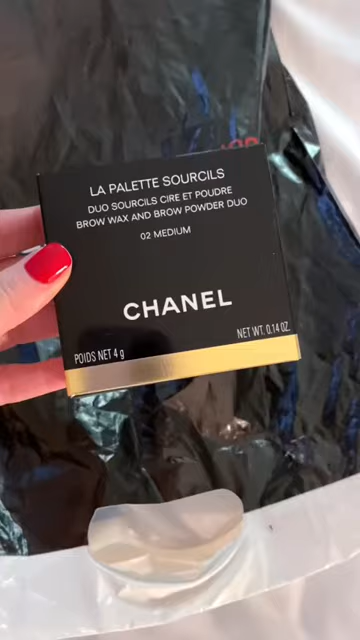 LA PALETTE SOURCILS
DUO SOURCILS CIRE ET POUDRE
BROW WAX AND BROW POWDER DUO
02 MEDIUM
CHANEL
POIDS NET 4 g
NET WT. 0.14 OZ.